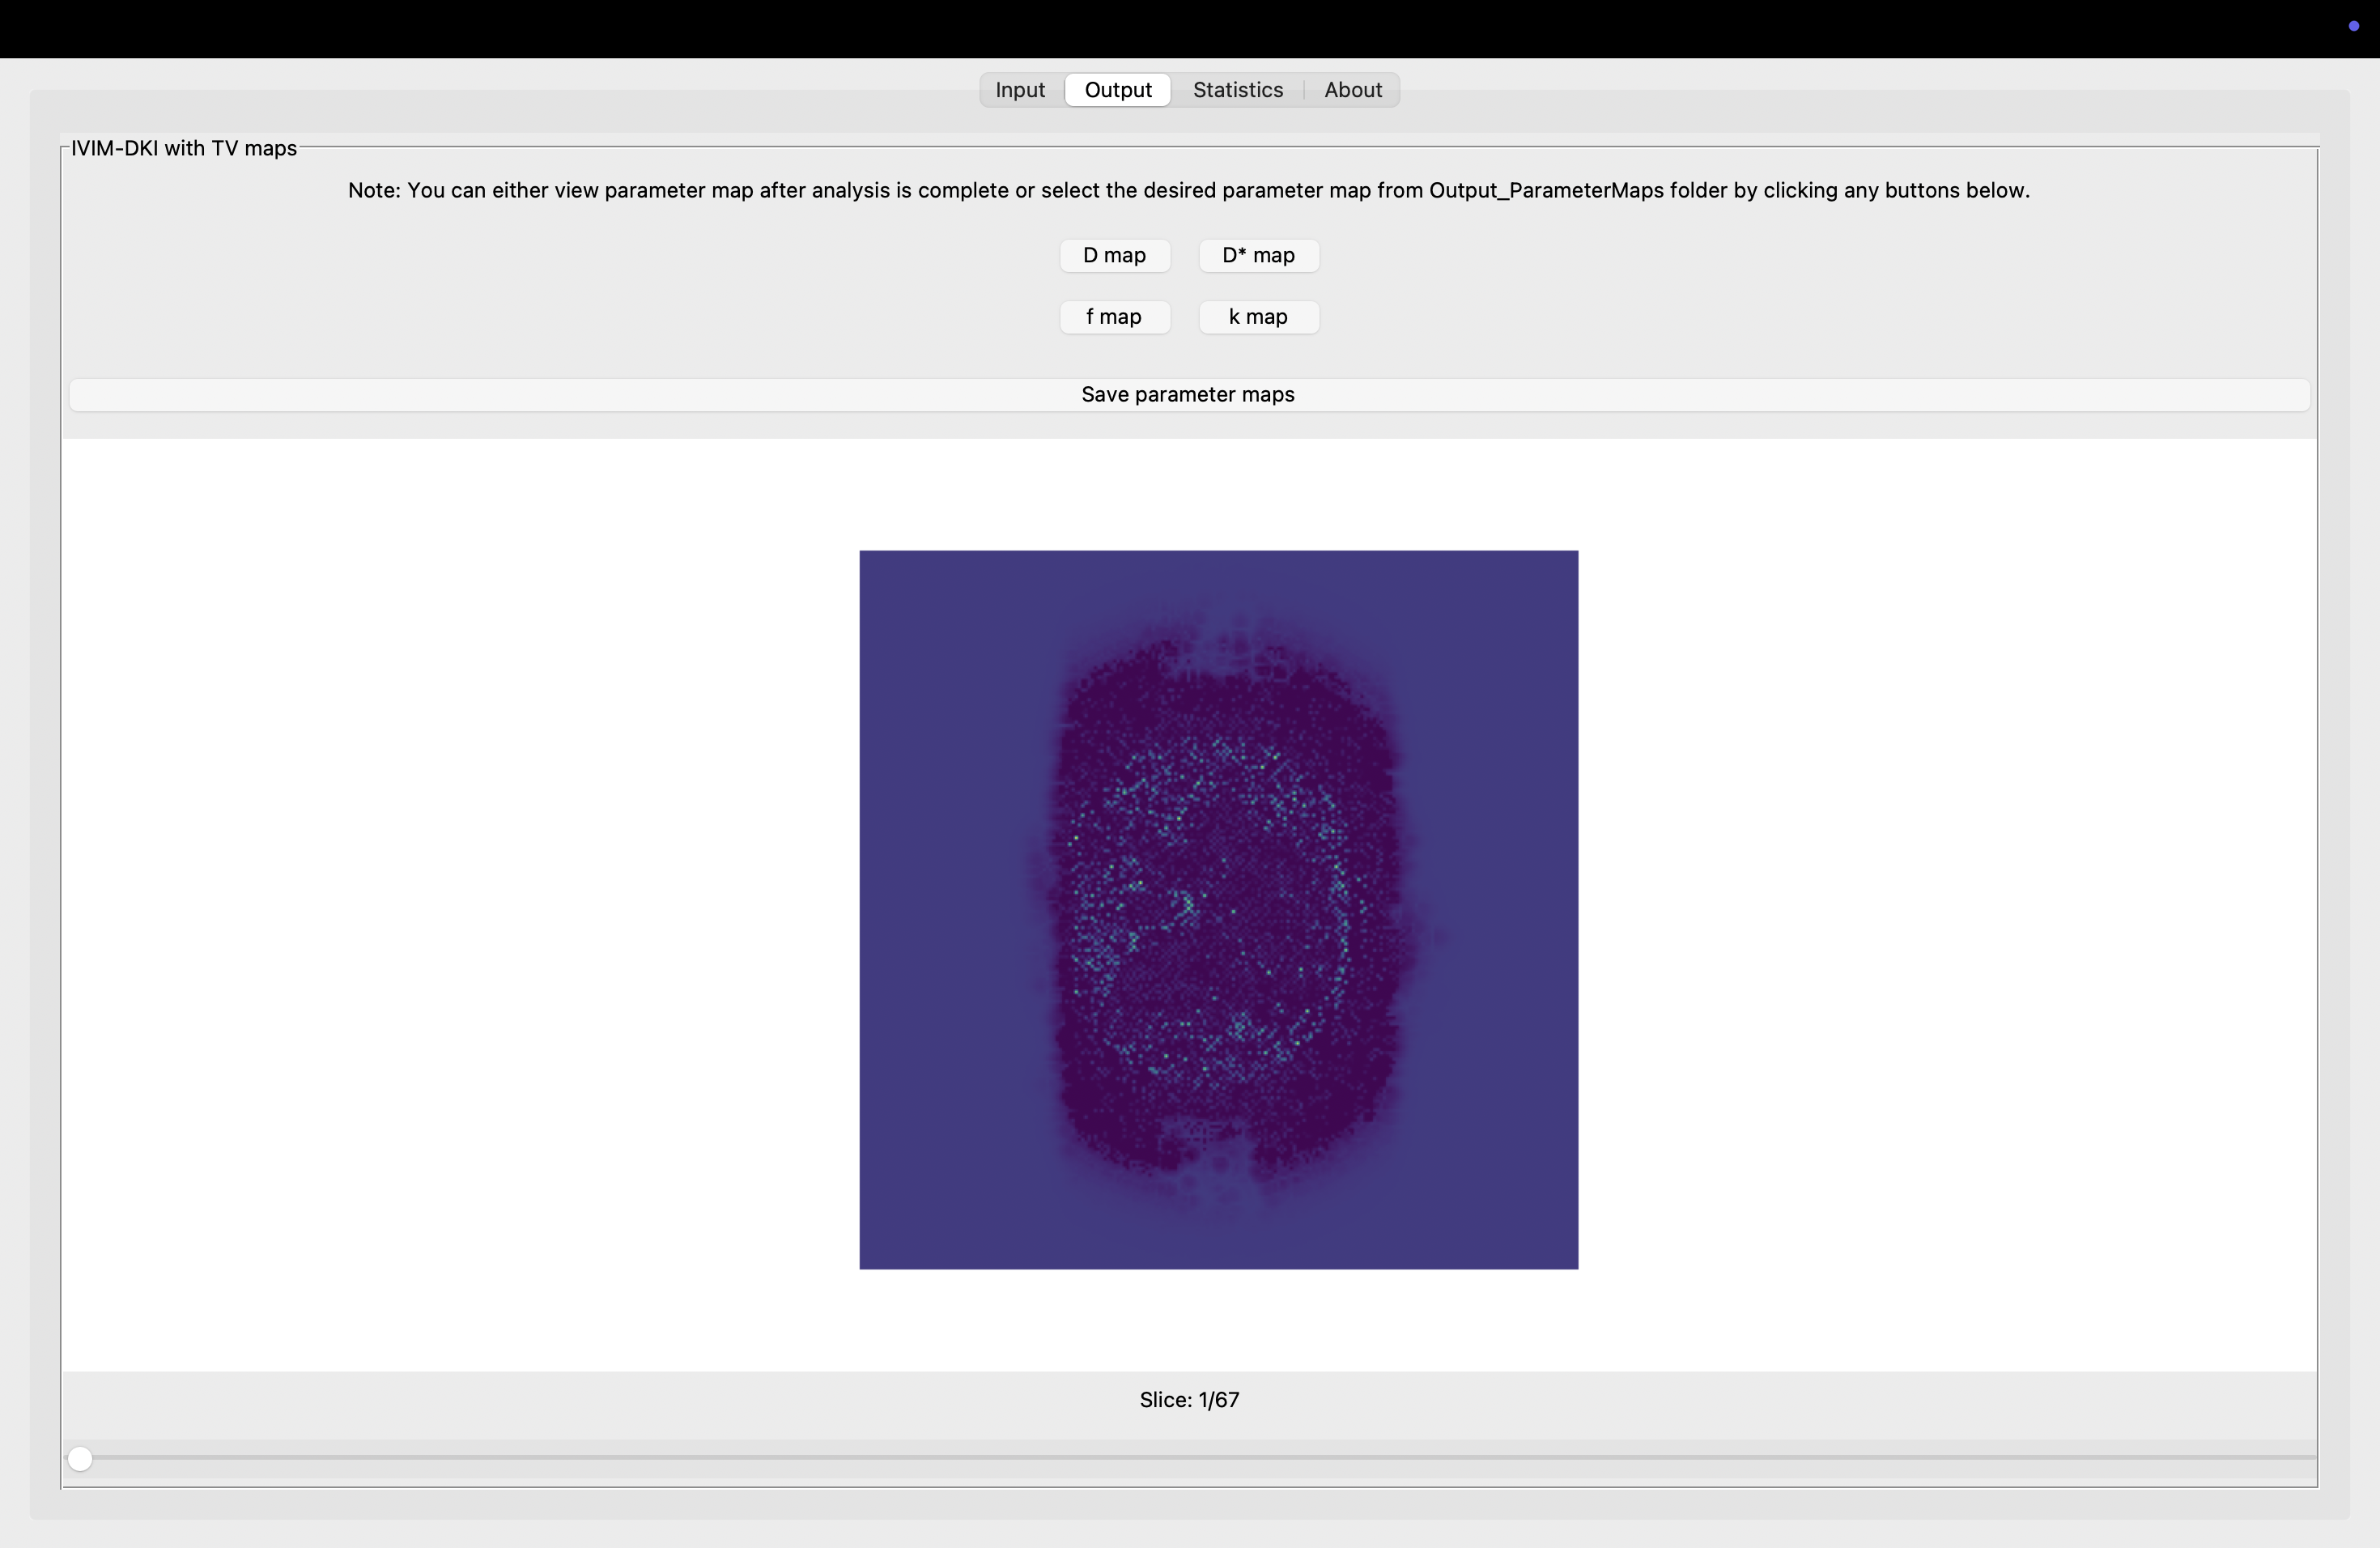 Input Output Statistics About
IVIM-DKI with TV maps
Note: You can either view parameter map after analysis is complete or select the desired parameter map from Output_ParameterMaps folder by clicking any buttons below.
D map D* map
f map k map
Save parameter maps
Slice: 1/67